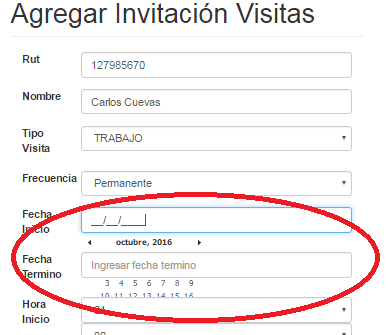 Agregar Invitación Visitas
Rut
127985670
Nombre
Carlos Cuevas
Tipo
Visita
TRABAJO
Frecuencia
Permanente
Fecha
Inicio
__/__/____
octubre, 2016
Fecha
Termino
Ingresar fecha termino
3 4 5 6 7 8 9
10 11 12 13 14 15 16
Hora
Inicio